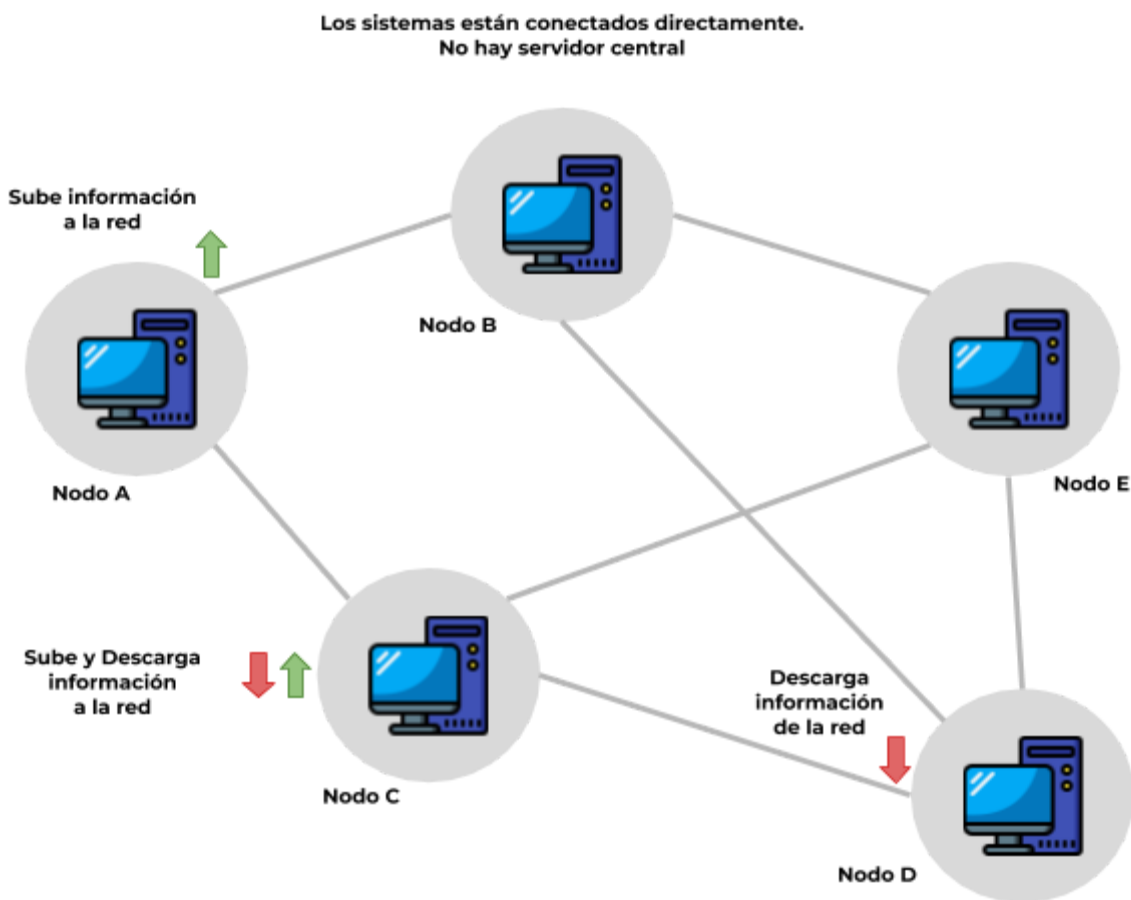 Los sistemas están conectados directamente.
No hay servidor central
Sube información
a la red
Nodo B
Nodo A
Nodo E
Sube y Descarga
información
a la red
Descarga
información
de la red
Nodo C
Nodo D